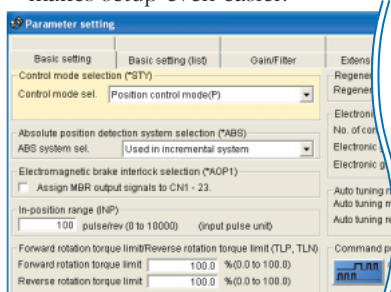 makes setup even easier.
Parameter setting
Basic setting
Basic setting (list)
Gain/Filter
Extens
Control mode selection (*STY)
Control mode sel.
Position control mode(P)
Regener
Regener
Absolute position detection system selection (*ABS)
ABS system sel.
Used in incremental system
Electroni
No. of con
Electronic
Electronic g
Electromagnetic brake interlock selection (*AOP1)
Assign MBR output signals to CN1 - 23.
In-position range (INP)
100 pulse/rev (0 to 10000) (input pulse unit)
Auto tuning
Auto tuning m
Auto tuning re
Forward rotation torque limit/Reverse rotation torque limit (TLP, TLN)
Forward rotation torque limit 100.0 %(0.0 to 100.0)
Reverse rotation torque limit 100.0 %(0.0 to 100.0)
Command p